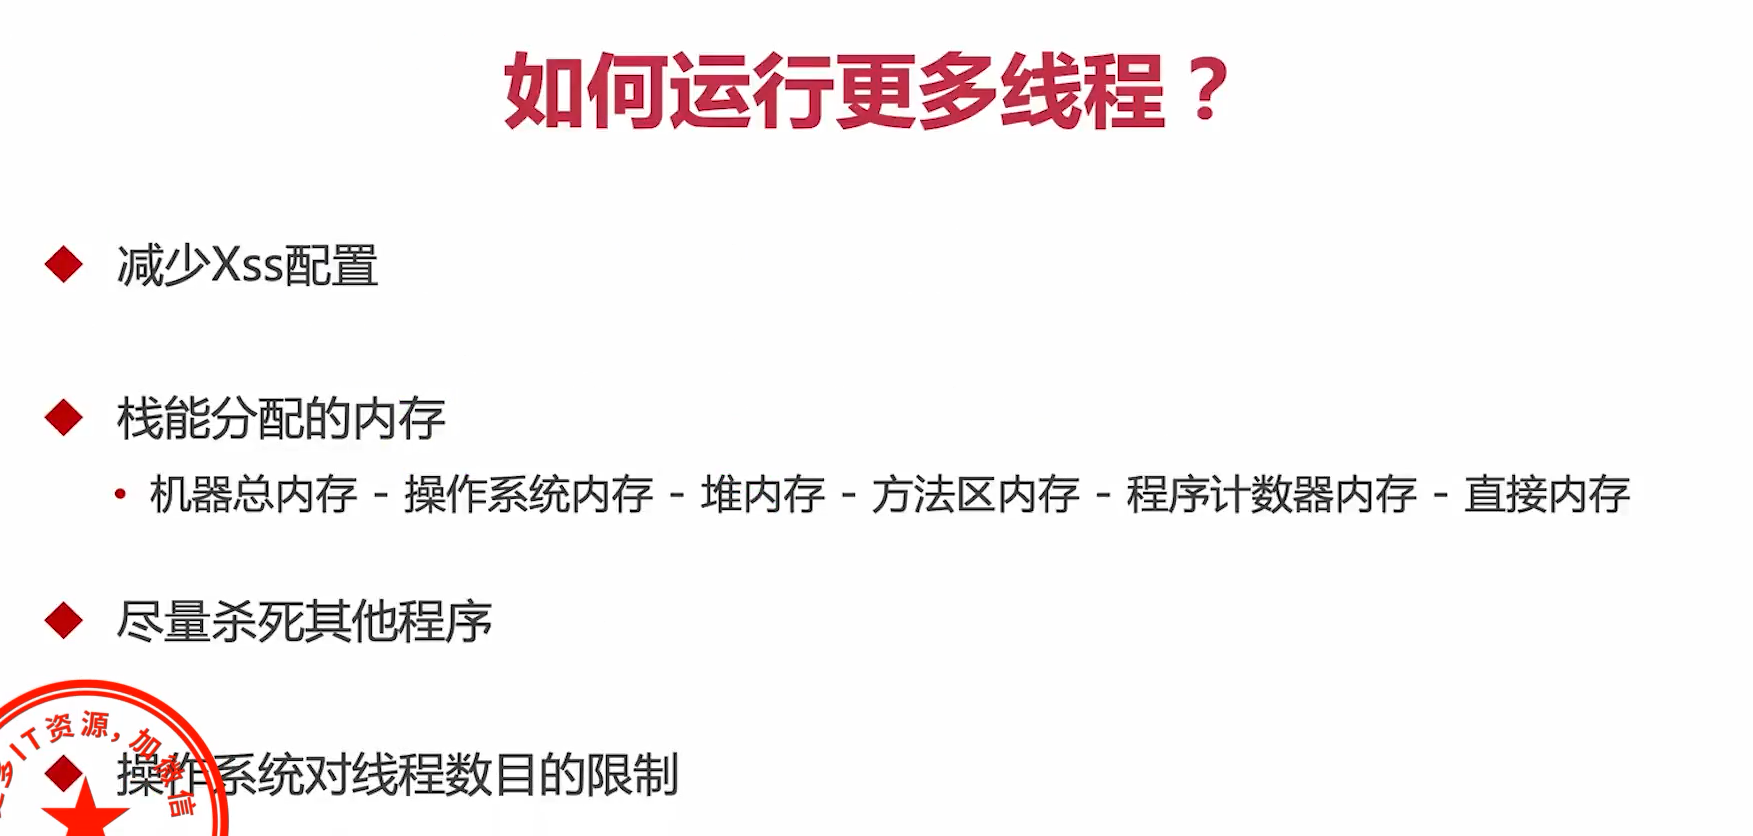 如何运行更多线程？
减少Xss配置
栈能分配的内存
机器总内存 - 操作系统内存 - 堆内存 - 方法区内存 - 程序计数器内存 - 直接内存
尽量杀死其他程序
操作系统对线程数目的限制
多IT资源，加微信